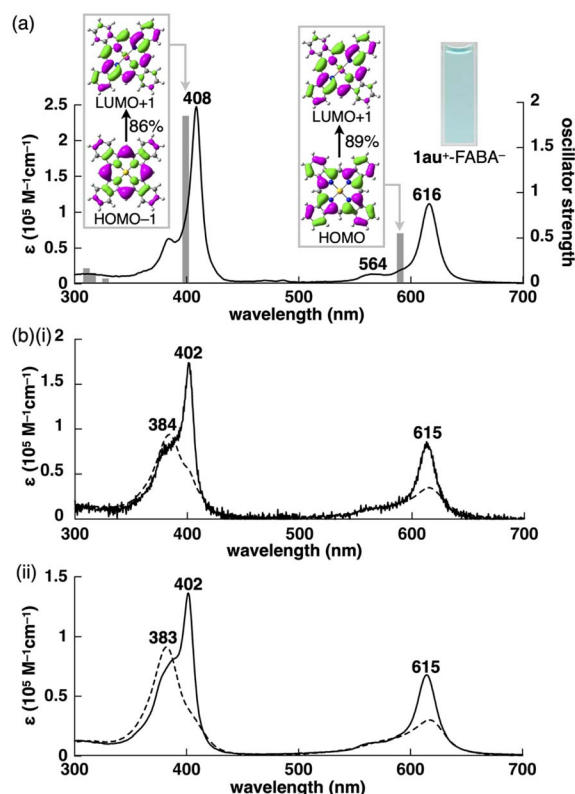 (a)
LUMO+1
86%
HOMO–1
408
LUMO+1
89%
HOMO
1au⁺-FABA⁻
616
564
2.5
2
1.5
1
0.5
0
ε (10⁵ M⁻¹cm⁻¹)
2
1.5
1
0.5
0
oscillator strength
300 400 500 600 700
wavelength (nm)
(b)(i)
2
1.5
1
0.5
0
ε (10⁵ M⁻¹cm⁻¹)
402
384
615
300 400 500 600 700
wavelength (nm)
(ii)
1.5
1
0.5
0
ε (10⁵ M⁻¹cm⁻¹)
402
383
615
300 400 500 600 700
wavelength (nm)